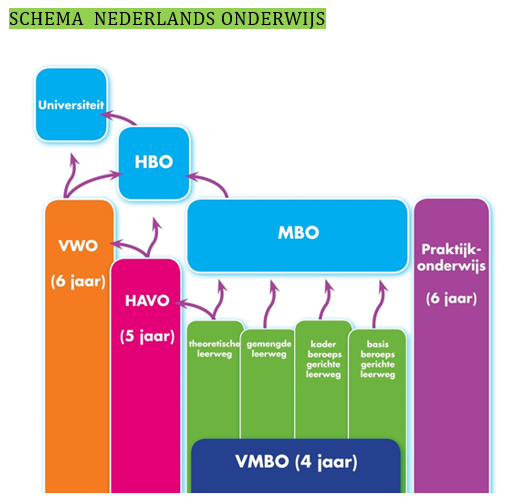 SCHEMA NEDERLANDS ONDERWIJS
Universiteit
HBO
MBO
VWO
(6 jaar)
HAVO
(5 jaar)
Praktijk-
onderwijs
(6 jaar)
theoretische
leerweg
gemengde
leerweg
kader
beroeps
gerichte
leerweg
basis
beroeps
gerichte
leerweg
VMBO (4 jaar)